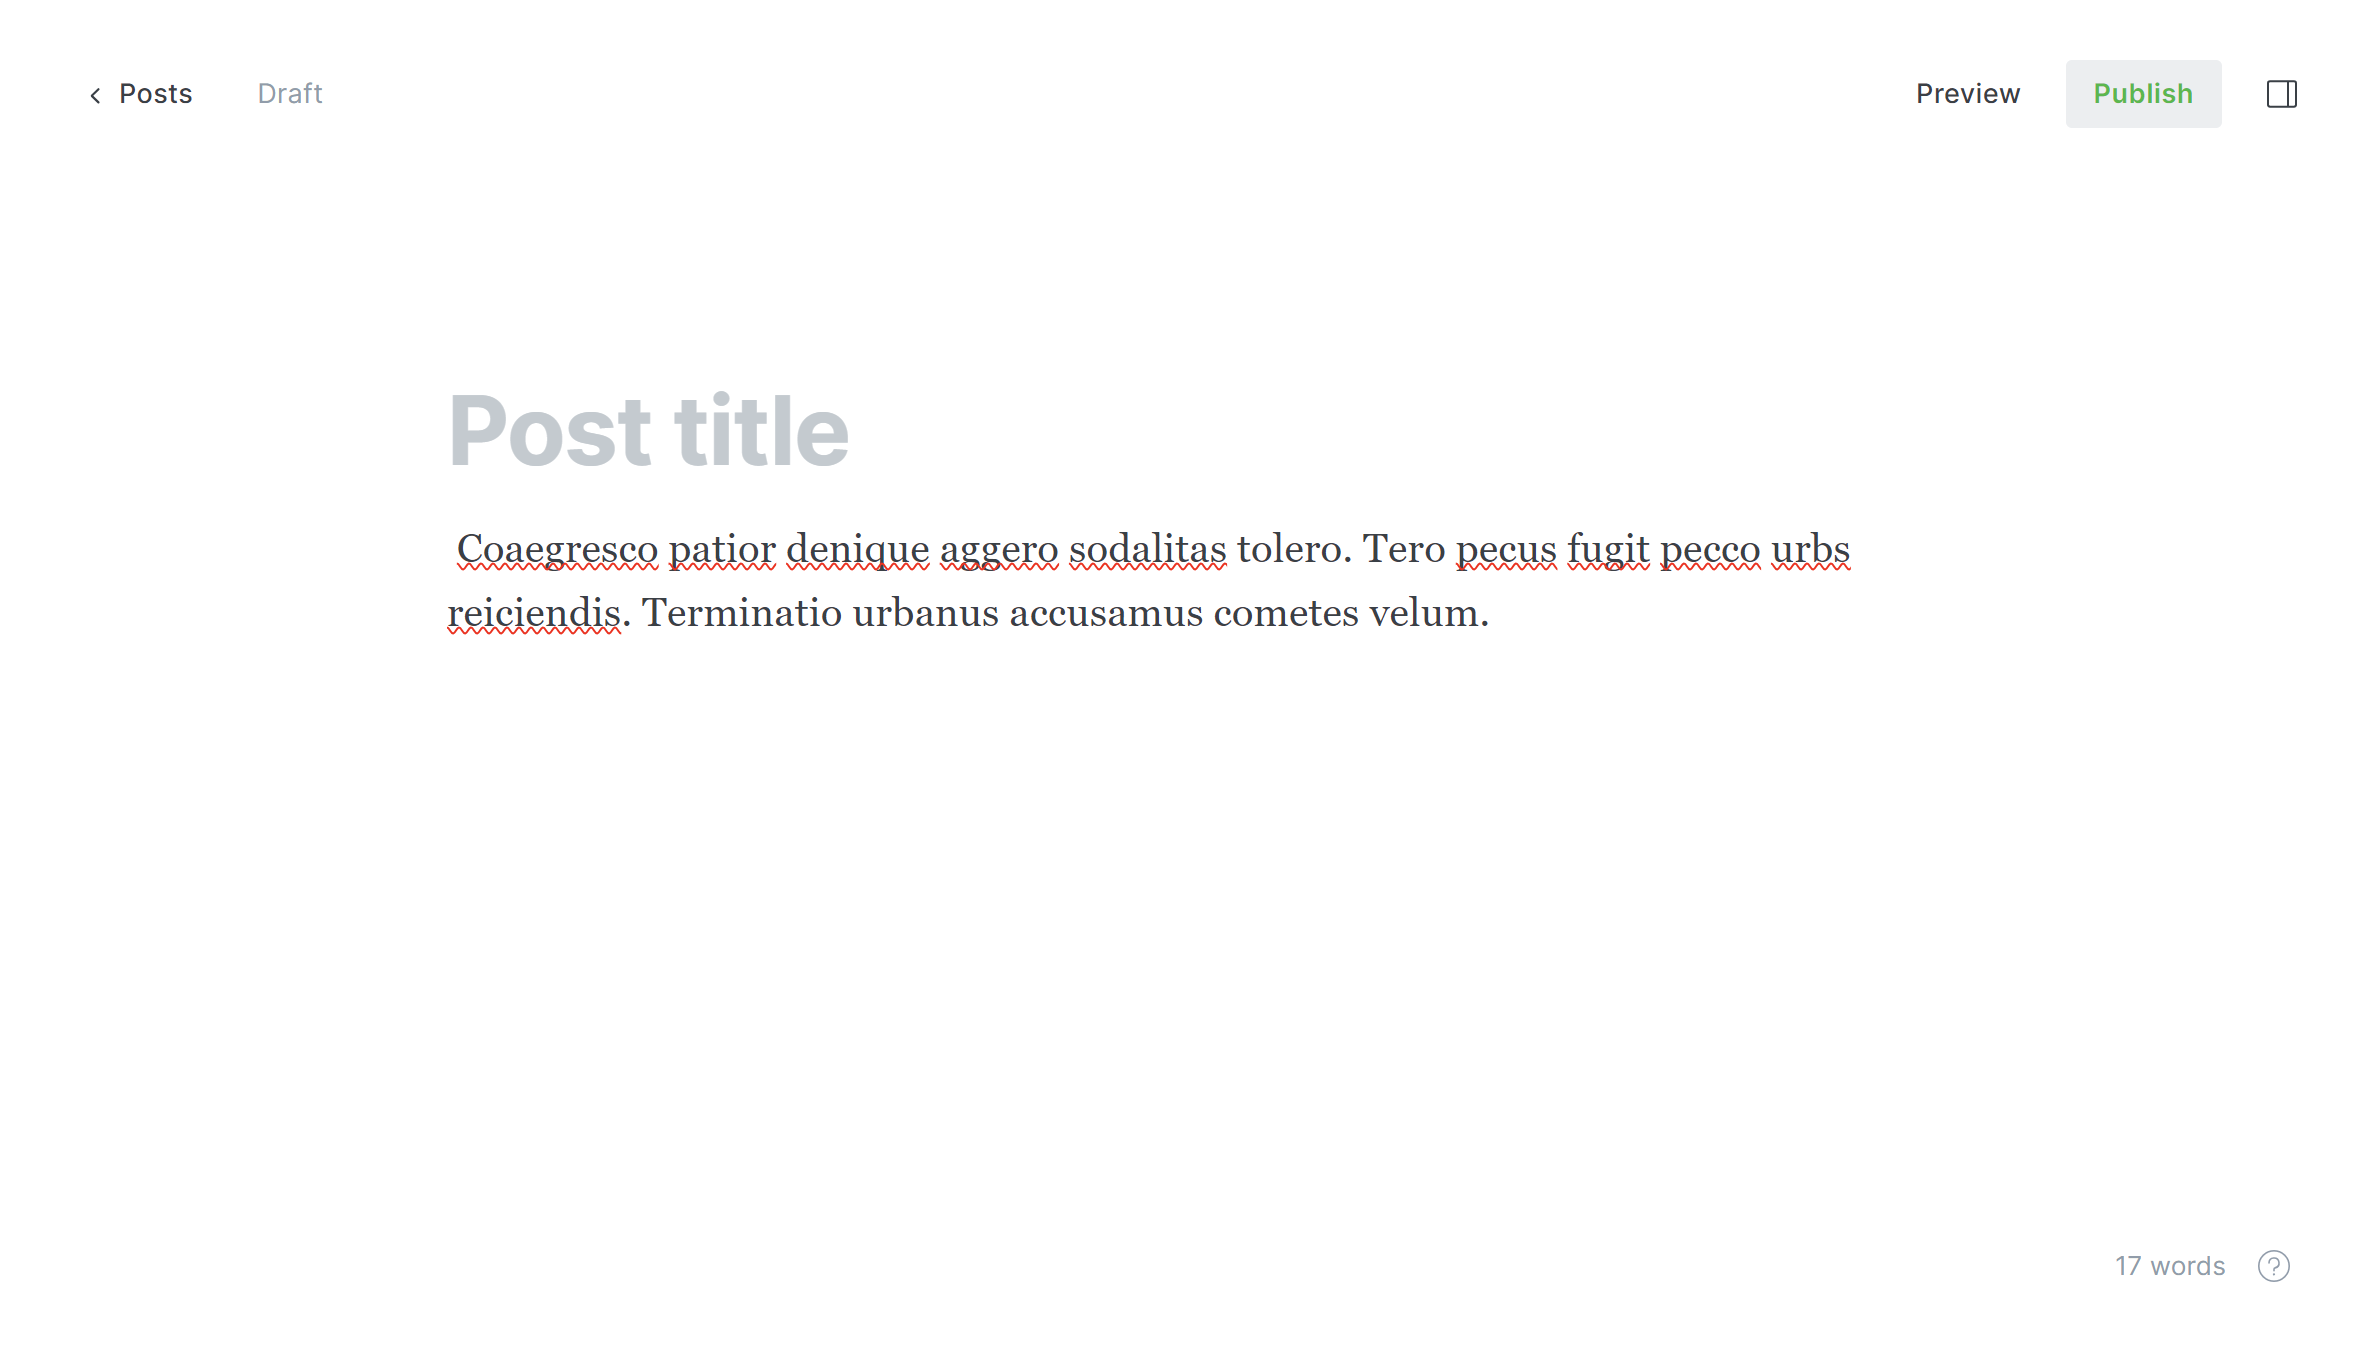 Posts
Draft
Preview
Publish
Post title
Coaegresco patior denique aggero sodalitas tolero. Tero pecus fugit pecco urbs
reiciendis. Terminatio urbanus accusamus cometes velum.
17 words
?